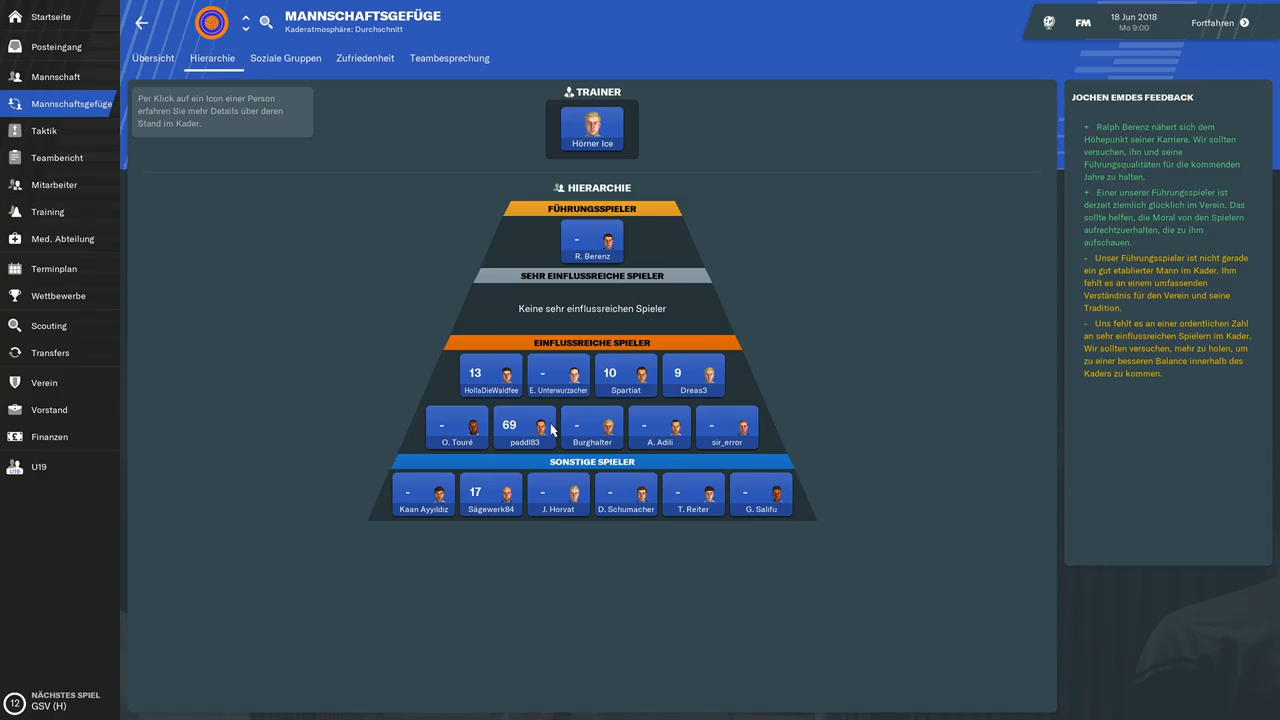 Startseite
Posteingang
Mannschaft
Mannschaftsgefüge
Taktik
Teambericht
Mitarbeiter
Training
Med. Abteilung
Terminplan
Wettbewerbe
Scouting
Transfers
Verein
Vorstand
Finanzen
U19
U19
12
NÄCHSTES SPIEL
GSV (H)
MANNSCHAFTSGEFÜGE
Kaderatmosphäre: Durchschnitt
FM
18 Jun 2018
Mo 9:00
Fortfahren
Übersicht
Hierarchie
Soziale Gruppen
Zufriedenheit
Teambesprechung
Per Klick auf ein Icon einer Person
erfahren Sie mehr Details über deren
Stand im Kader.
TRAINER
Hörner Ice
HIERARCHIE
FÜHRUNGSSPIELER
-
R. Berenz
SEHR EINFLUSSREICHE SPIELER
Keine sehr einflussreichen Spieler
EINFLUSSREICHE SPIELER
13 - 10 9
HollaDieWaldfee E. Unterwurzacher Spartiat Dreas3
- 69 - - -
O. Touré paddl83 Burghalter A. Adili sir_error
SONSTIGE SPIELER
- 17 - - - -
Kaan Ayyıldız Sägewerk84 J. Horvat D. Schumacher T. Reiter G. Salifu
JOCHEN EMDES FEEDBACK
+ Ralph Berenz nähert sich dem
Höhepunkt seiner Karriere. Wir sollten
versuchen, ihn und seine
Führungsqualitäten für die kommenden
Jahre zu halten.
+ Einer unserer Führungsspieler ist
derzeit ziemlich glücklich im Verein. Das
sollte helfen, die Moral von den Spielern
aufrechtzuerhalten, die zu ihm
aufschauen.
- Unser Führungsspieler ist nicht gerade
ein gut etablierter Mann im Kader. Ihm
fehlt es an einem umfassenden
Verständnis für den Verein und seine
Tradition.
- Uns fehlt es an einer ordentlichen Zahl
an sehr einflussreichen Spielern im Kader.
Wir sollten versuchen, mehr zu holen, um
zu einer besseren Balance innerhalb des
Kaders zu kommen.